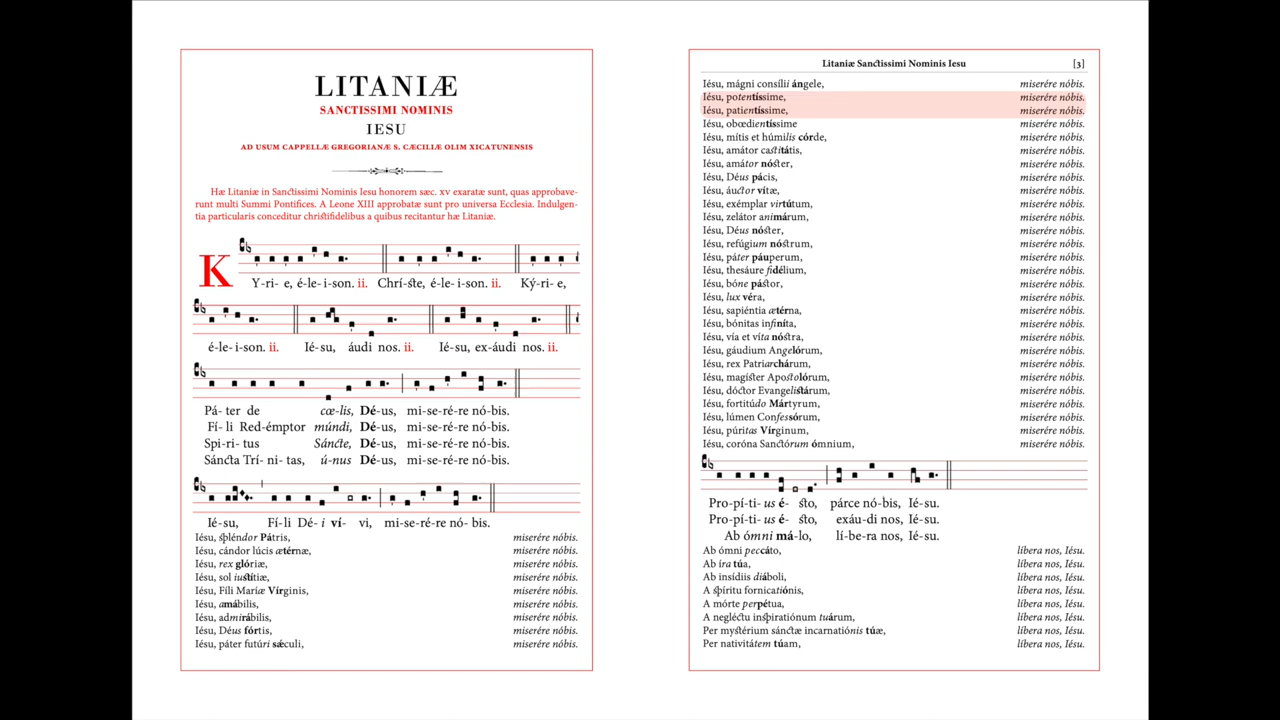 LITANIÆ
SANCTISSIMI NOMINIS
IESU
AD USUM CAPPELLÆ GREGORIANÆ S. CÆCILIÆ OLIM XICATUNENSIS
Hæ Litaniæ in Sanctissimi Nominis Iesu honorem sæc. xv exaratæ sunt, quas approbave-
runt multi Summi Pontifices. A Leone XIII approbatæ sunt pro universa Ecclesia. Indulgen-
tia particularis conceditur christifidelibus a quibus recitantur hæ Litaniæ.
KY-ri- e, é-le- i-son. ii. Chrí-ste, é-le- i-son. ii. Ký-ri- e,
é-le- i-son. ii. Ié-su, áudi nos. ii. Ié-su, ex-áudi nos. ii.
Pá- ter de cœ-lis, Dé-us, mi-se-ré-re nó-bis.
Fí- li Red-émptor múndi, Dé-us, mi-se-ré-re nó-bis.
Spi-ri- tus Sáncte, Dé-us, mi-se-ré-re nó-bis.
Sáncta Trí- ni- tas, ú-nus Dé-us, mi-se-ré-re nó-bis.
Ié-su, Fí-li Dé- i ví- vi, mi-se-ré-re nó- bis.
Iésu, spléndor Pátris, miserére nóbis.
Iésu, cándor lúcis ætérnæ, miserére nóbis.
Iésu, rex glóriæ, miserére nóbis.
Iésu, sol iustítiæ, miserére nóbis.
Iésu, Fíli Maríæ Vírginis, miserére nóbis.
Iésu, amábilis, miserére nóbis.
Iésu, admirábilis, miserére nóbis.
Iésu, Déus fórtis, miserére nóbis.
Iésu, páter futúri sǽculi, miserére nóbis.
Litaniæ Sanctissimi Nominis Iesu [3]
Iésu, mágni consílii ángele, miserére nóbis.
Iésu, potentíssime, miserére nóbis.
Iésu, patientíssime, miserére nóbis.
Iésu, obœdientíssime miserére nóbis.
Iésu, mítis et húmilis córde, miserére nóbis.
Iésu, amátor castitátis, miserére nóbis.
Iésu, amátor nóster, miserére nóbis.
Iésu, Déus pácis, miserére nóbis.
Iésu, áuctor vítæ, miserére nóbis.
Iésu, exémplar virtútum, miserére nóbis.
Iésu, zelátor animárum, miserére nóbis.
Iésu, Déus nóster, miserére nóbis.
Iésu, refúgium nóstrum, miserére nóbis.
Iésu, páter páuperum, miserére nóbis.
Iésu, thesáure fidélium, miserére nóbis.
Iésu, bóne pástor, miserére nóbis.
Iésu, lux véra, miserére nóbis.
Iésu, sapiéntia ætérna, miserére nóbis.
Iésu, bónitas infiníta, miserére nóbis.
Iésu, vía et víta nóstra, miserére nóbis.
Iésu, gáudium Angelórum, miserére nóbis.
Iésu, rex Patriarchárum, miserére nóbis.
Iésu, magíster Apostolórum, miserére nóbis.
Iésu, dóctor Evangelistárum, miserére nóbis.
Iésu, fortitúdo Mártyrum, miserére nóbis.
Iésu, lúmen Confessórum, miserére nóbis.
Iésu, púritas Vírginum, miserére nóbis.
Iésu, coróna Sanctórum ómnium, miserére nóbis.
Pro-pí-ti- us é- sto, párce nó-bis, Ié-su.
Pro-pí-ti- us é- sto, exáu-di nos, Ié-su.
Ab ómni má-lo, lí-be-ra nos, Ié-su.
Ab ómni peccáto, líbera nos, Iésu.
Ab íra túa, líbera nos, Iésu.
Ab insídiis diáboli, líbera nos, Iésu.
A spíritu fornicatiónis, líbera nos, Iésu.
A mórte perpétua, líbera nos, Iésu.
A negléctu inspiratiónum tuárum, líbera nos, Iésu.
Per mystérium sánctæ incarnatiónis túæ, líbera nos, Iésu.
Per nativitátem túam, líbera nos, Iésu.